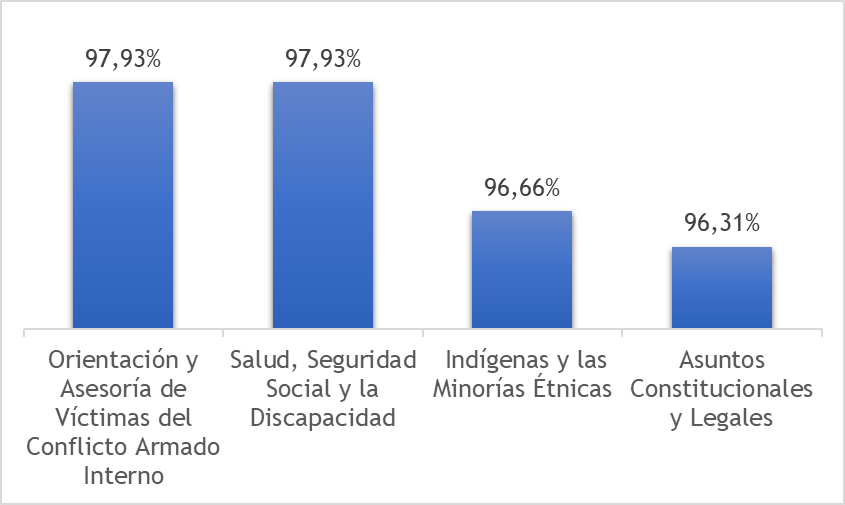 97,93%
97,93%
96,66%
96,31%
Orientación y
Asesoría de
Víctimas del
Conflicto Armado
Interno
Salud, Seguridad
Social y la
Discapacidad
Indígenas y las
Minorías Étnicas
Asuntos
Constitucionales
y Legales